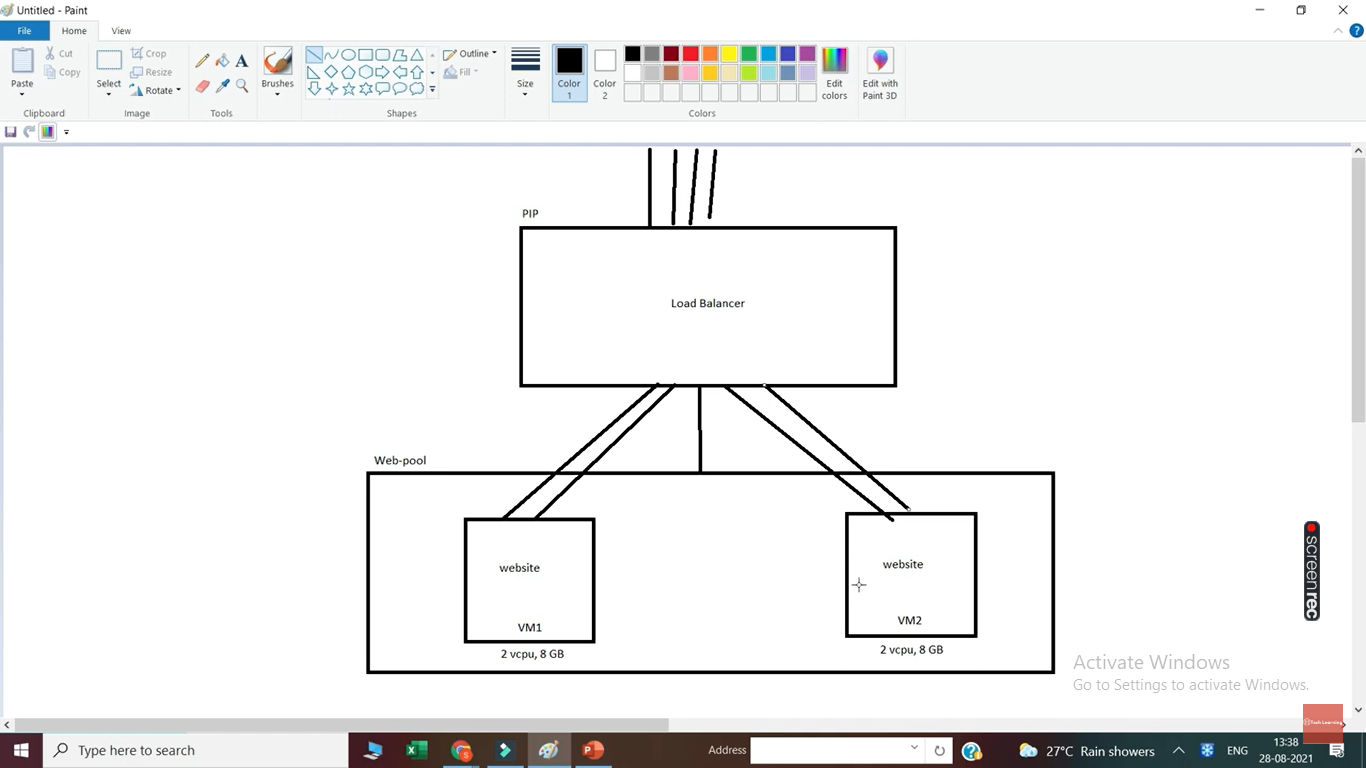 Untitled - Paint
File Home View
Paste
Cut
Copy
Clipboard
Select
Crop
Resize
Rotate
Image
A
Tools
Brushes
Shapes
Outline
Fill
Size
Color
1
Color
2
Colors
Edit
colors
Edit with
Paint 3D
PIP
Load Balancer
Web-pool
website
VM1
2 vcpu, 8 GB
website
VM2
2 vcpu, 8 GB
screenrec
Activate Windows
Go to Settings to activate Windows.
Tech Learning
Type here to search
Address
27°C Rain showers
ENG
13:38
28-08-2021